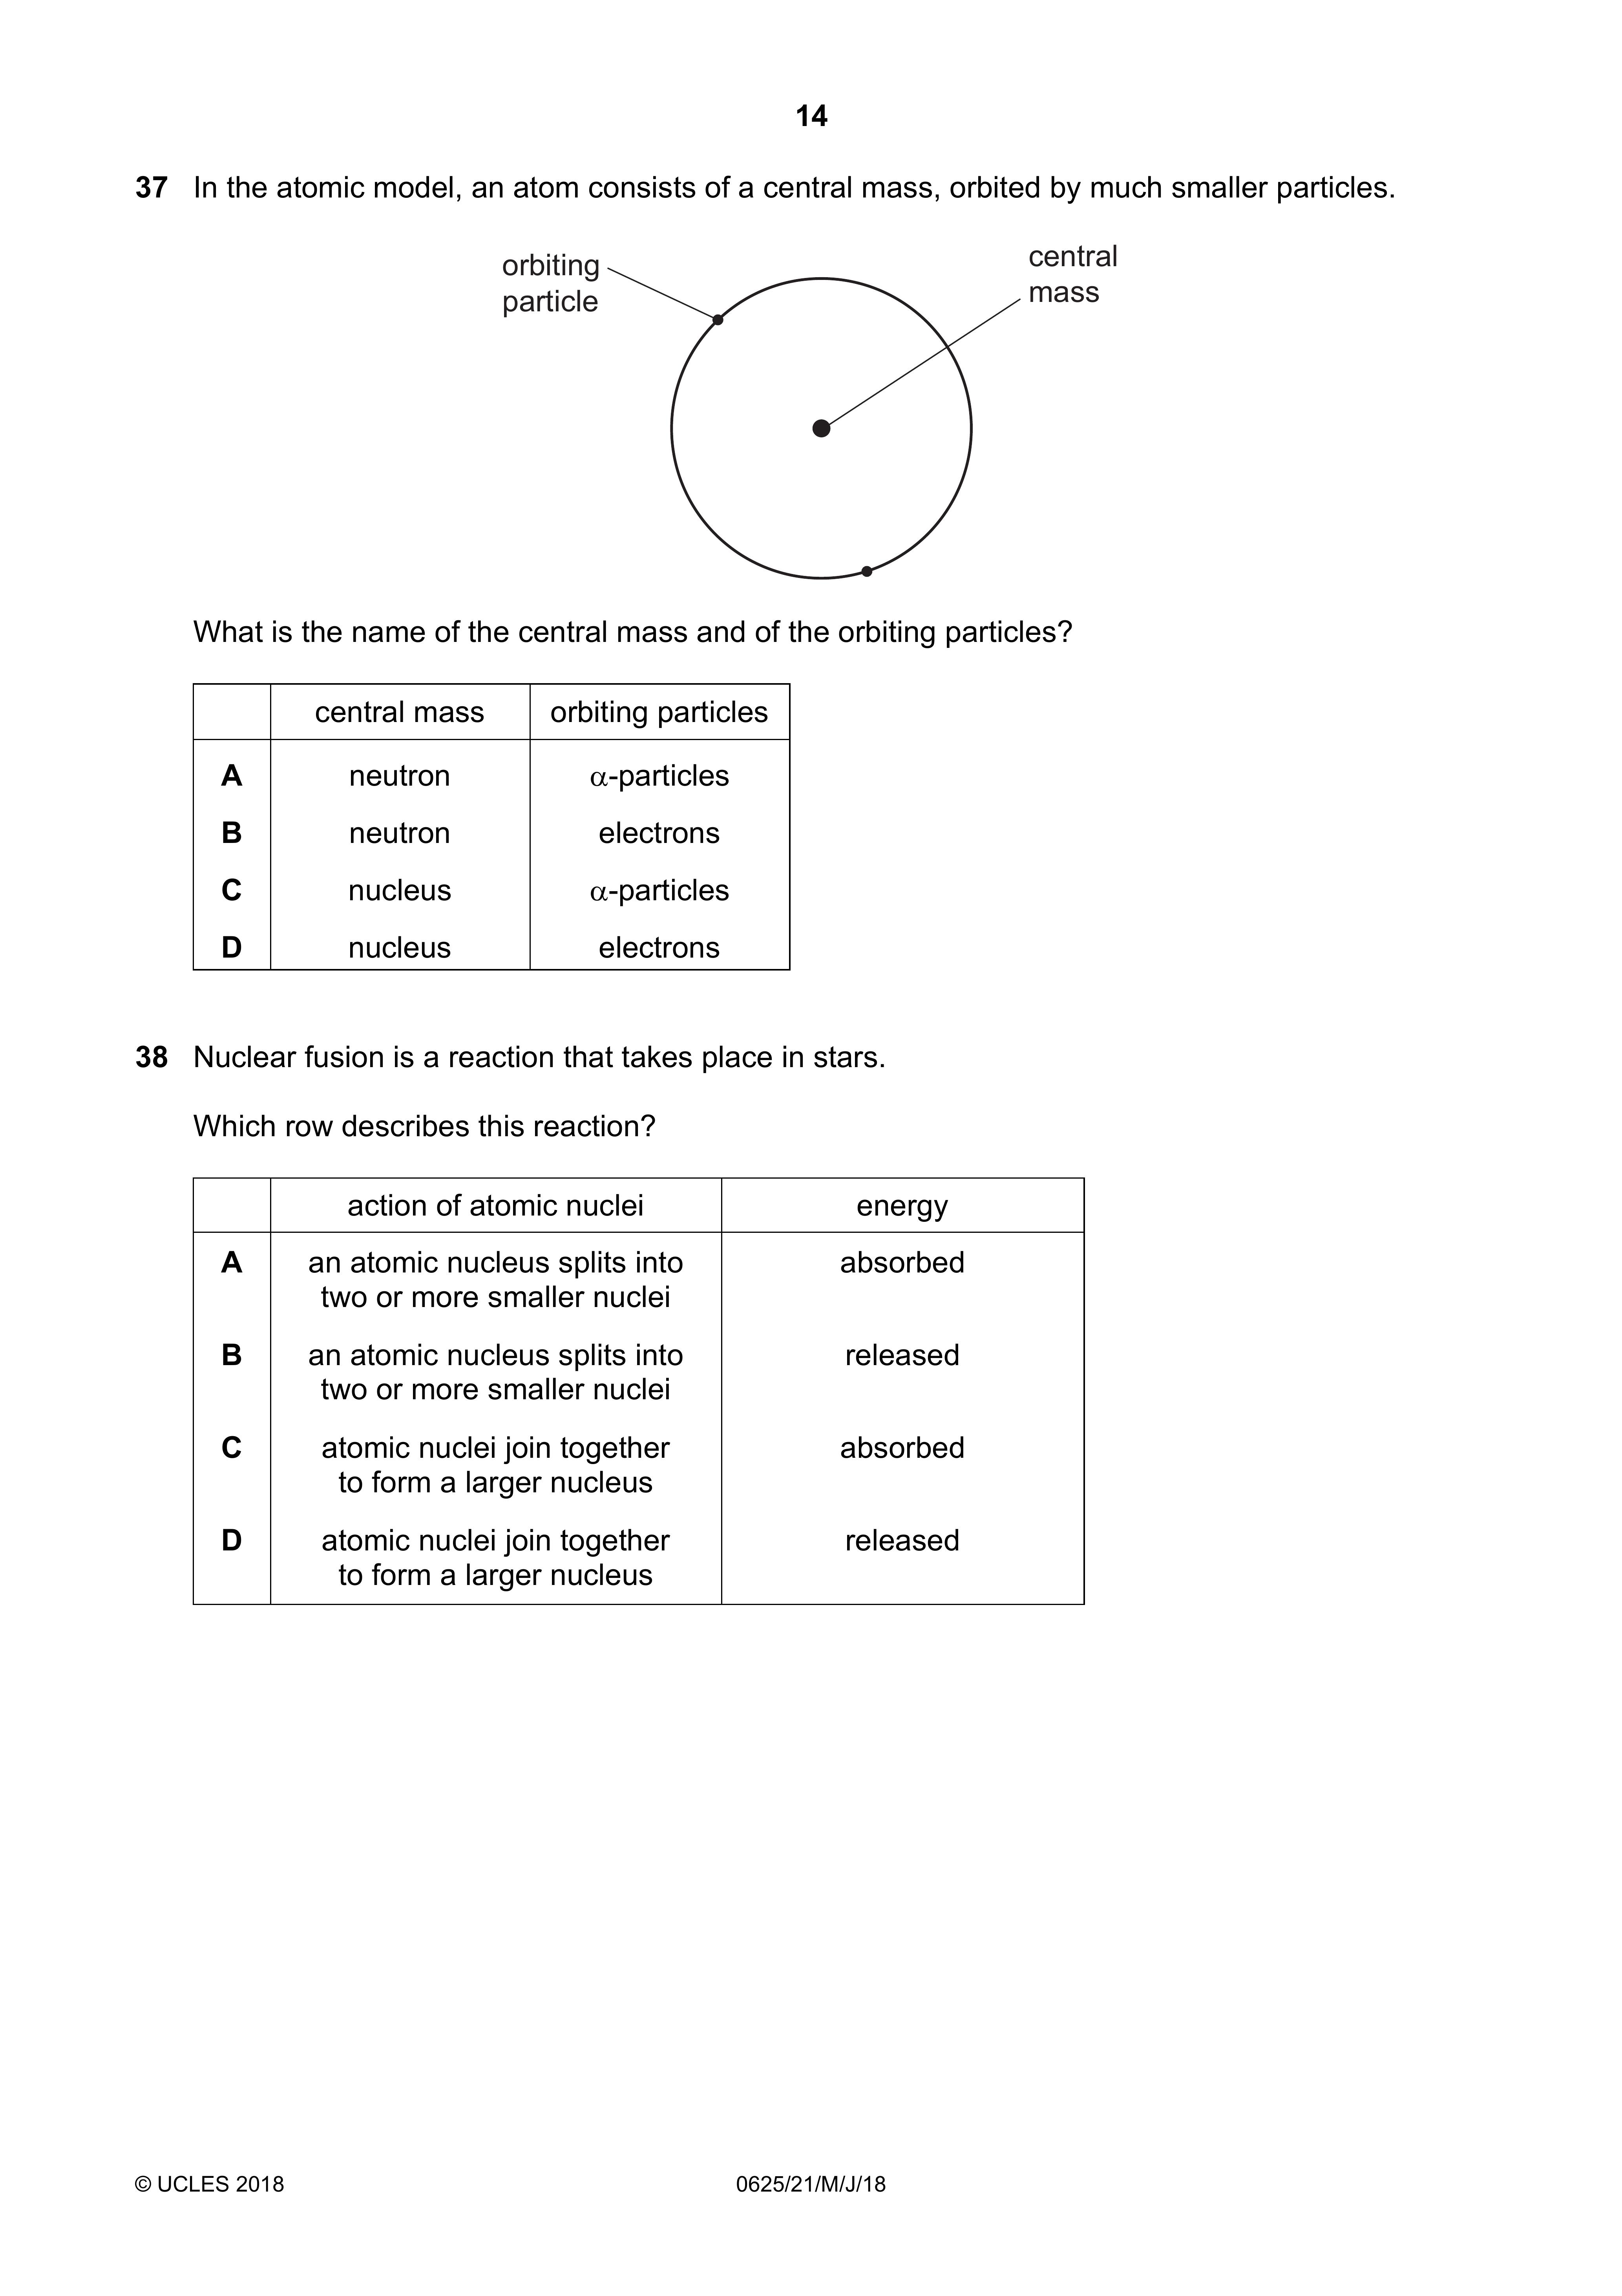 14
37 In the atomic model, an atom consists of a central mass, orbited by much smaller particles.
orbiting
particle
central
mass
What is the name of the central mass and of the orbiting particles?
central mass orbiting particles
A neutron α-particles
B neutron electrons
C nucleus α-particles
D nucleus electrons
38 Nuclear fusion is a reaction that takes place in stars.
Which row describes this reaction?
action of atomic nuclei energy
A an atomic nucleus splits into absorbed
two or more smaller nuclei
B an atomic nucleus splits into released
two or more smaller nuclei
C atomic nuclei join together absorbed
to form a larger nucleus
D atomic nuclei join together released
to form a larger nucleus
© UCLES 2018 0625/21/M/J/18